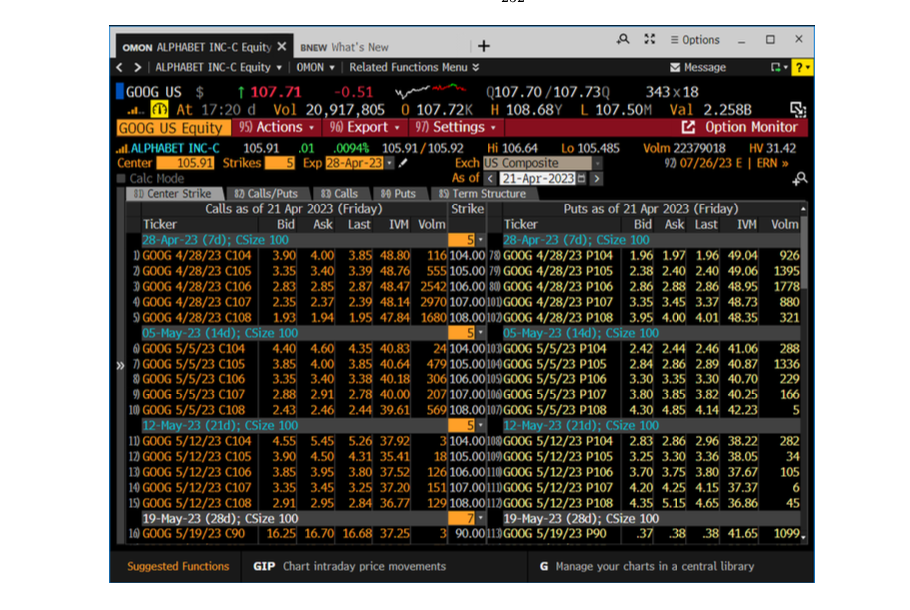 OMON ALPHABET INC-C Equity × BNEW What's New + Options _ ×
< > ALPHABET INC-C Equity OMON Related Functions Menu Message ?
GOOG US $ ↑107.71 -0.51 Q107.70/107.73Q 343×18
At 17:20 d Vol 20,917,805 O 107.72K H 108.68Y L 107.50M Val 2.258B
GOOG US Equity 95) Actions 96) Export 97) Settings Option Monitor
ALPHABET INC-C 105.91 .01 .0094% 105.91/105.92 Hi 106.64 Lo 105.485 Volm 22379018 HV 31.42
Center 105.91 Strikes 5 Exp 28-Apr-23 Exch US Composite 92) 07/26/23 E | ERN »
Calc Mode As of < 21-Apr-2023 >
81) Center Strike 82) Calls/Puts 83) Calls 84) Puts 85) Term Structure
Calls as of 21 Apr 2023 (Friday) Strike Puts as of 21 Apr 2023 (Friday)
Ticker Bid Ask Last IVM Volm Ticker Bid Ask Last IVM Volm
28-Apr-23 (7d); CSize 100 5 28-Apr-23 (7d); CSize 100
1) GOOG 4/28/23 C104 3.90 4.00 3.85 48.80 116 104.00 78) GOOG 4/28/23 P104 1.96 1.97 1.96 49.04 926
2) GOOG 4/28/23 C105 3.35 3.40 3.39 48.76 555 105.00 79) GOOG 4/28/23 P105 2.38 2.40 2.40 49.06 1395
3) GOOG 4/28/23 C106 2.83 2.85 2.87 48.47 2542 106.00 80) GOOG 4/28/23 P106 2.86 2.88 2.86 48.95 1778
4) GOOG 4/28/23 C107 2.35 2.37 2.39 48.14 2970 107.00 101) GOOG 4/28/23 P107 3.35 3.45 3.37 48.73 880
5) GOOG 4/28/23 C108 1.93 1.94 1.95 47.84 1680 108.00 102) GOOG 4/28/23 P108 3.95 4.00 4.01 48.35 321
05-May-23 (14d); CSize 100 5 05-May-23 (14d); CSize 100
6) GOOG 5/5/23 C104 4.40 4.60 4.35 40.83 24 104.00 103) GOOG 5/5/23 P104 2.42 2.44 2.46 41.06 288
» 7) GOOG 5/5/23 C105 3.85 4.00 3.85 40.64 479 105.00 104) GOOG 5/5/23 P105 2.84 2.86 2.89 40.87 1336
8) GOOG 5/5/23 C106 3.35 3.40 3.38 40.18 306 106.00 105) GOOG 5/5/23 P106 3.30 3.35 3.30 40.70 229
9) GOOG 5/5/23 C107 2.88 2.91 2.78 40.00 207 107.00 106) GOOG 5/5/23 P107 3.80 3.85 3.82 40.25 166
10) GOOG 5/5/23 C108 2.43 2.46 2.44 39.61 569 108.00 107) GOOG 5/5/23 P108 4.30 4.85 4.14 42.23 5
12-May-23 (21d); CSize 100 5 12-May-23 (21d); CSize 100
11) GOOG 5/12/23 C104 4.55 5.45 5.26 37.92 3 104.00 108) GOOG 5/12/23 P104 2.83 2.86 2.96 38.22 282
12) GOOG 5/12/23 C105 3.90 4.50 4.31 35.41 18 105.00 109) GOOG 5/12/23 P105 3.25 3.30 3.36 38.05 34
13) GOOG 5/12/23 C106 3.85 3.95 3.80 37.52 126 106.00 110) GOOG 5/12/23 P106 3.70 3.75 3.80 37.67 105
14) GOOG 5/12/23 C107 3.35 3.45 3.25 37.20 151 107.00 111) GOOG 5/12/23 P107 4.20 4.25 4.15 37.37 6
15) GOOG 5/12/23 C108 2.91 2.95 2.84 36.77 129 108.00 112) GOOG 5/12/23 P108 4.35 5.15 4.65 36.86 45
19-May-23 (28d); CSize 100 7 19-May-23 (28d); CSize 100
16) GOOG 5/19/23 C90 16.25 16.70 16.68 37.25 3 90.00 113) GOOG 5/19/23 P90 .37 .38 .38 41.65 1099
Suggested Functions GIP Chart intraday price movements G Manage your charts in a central library